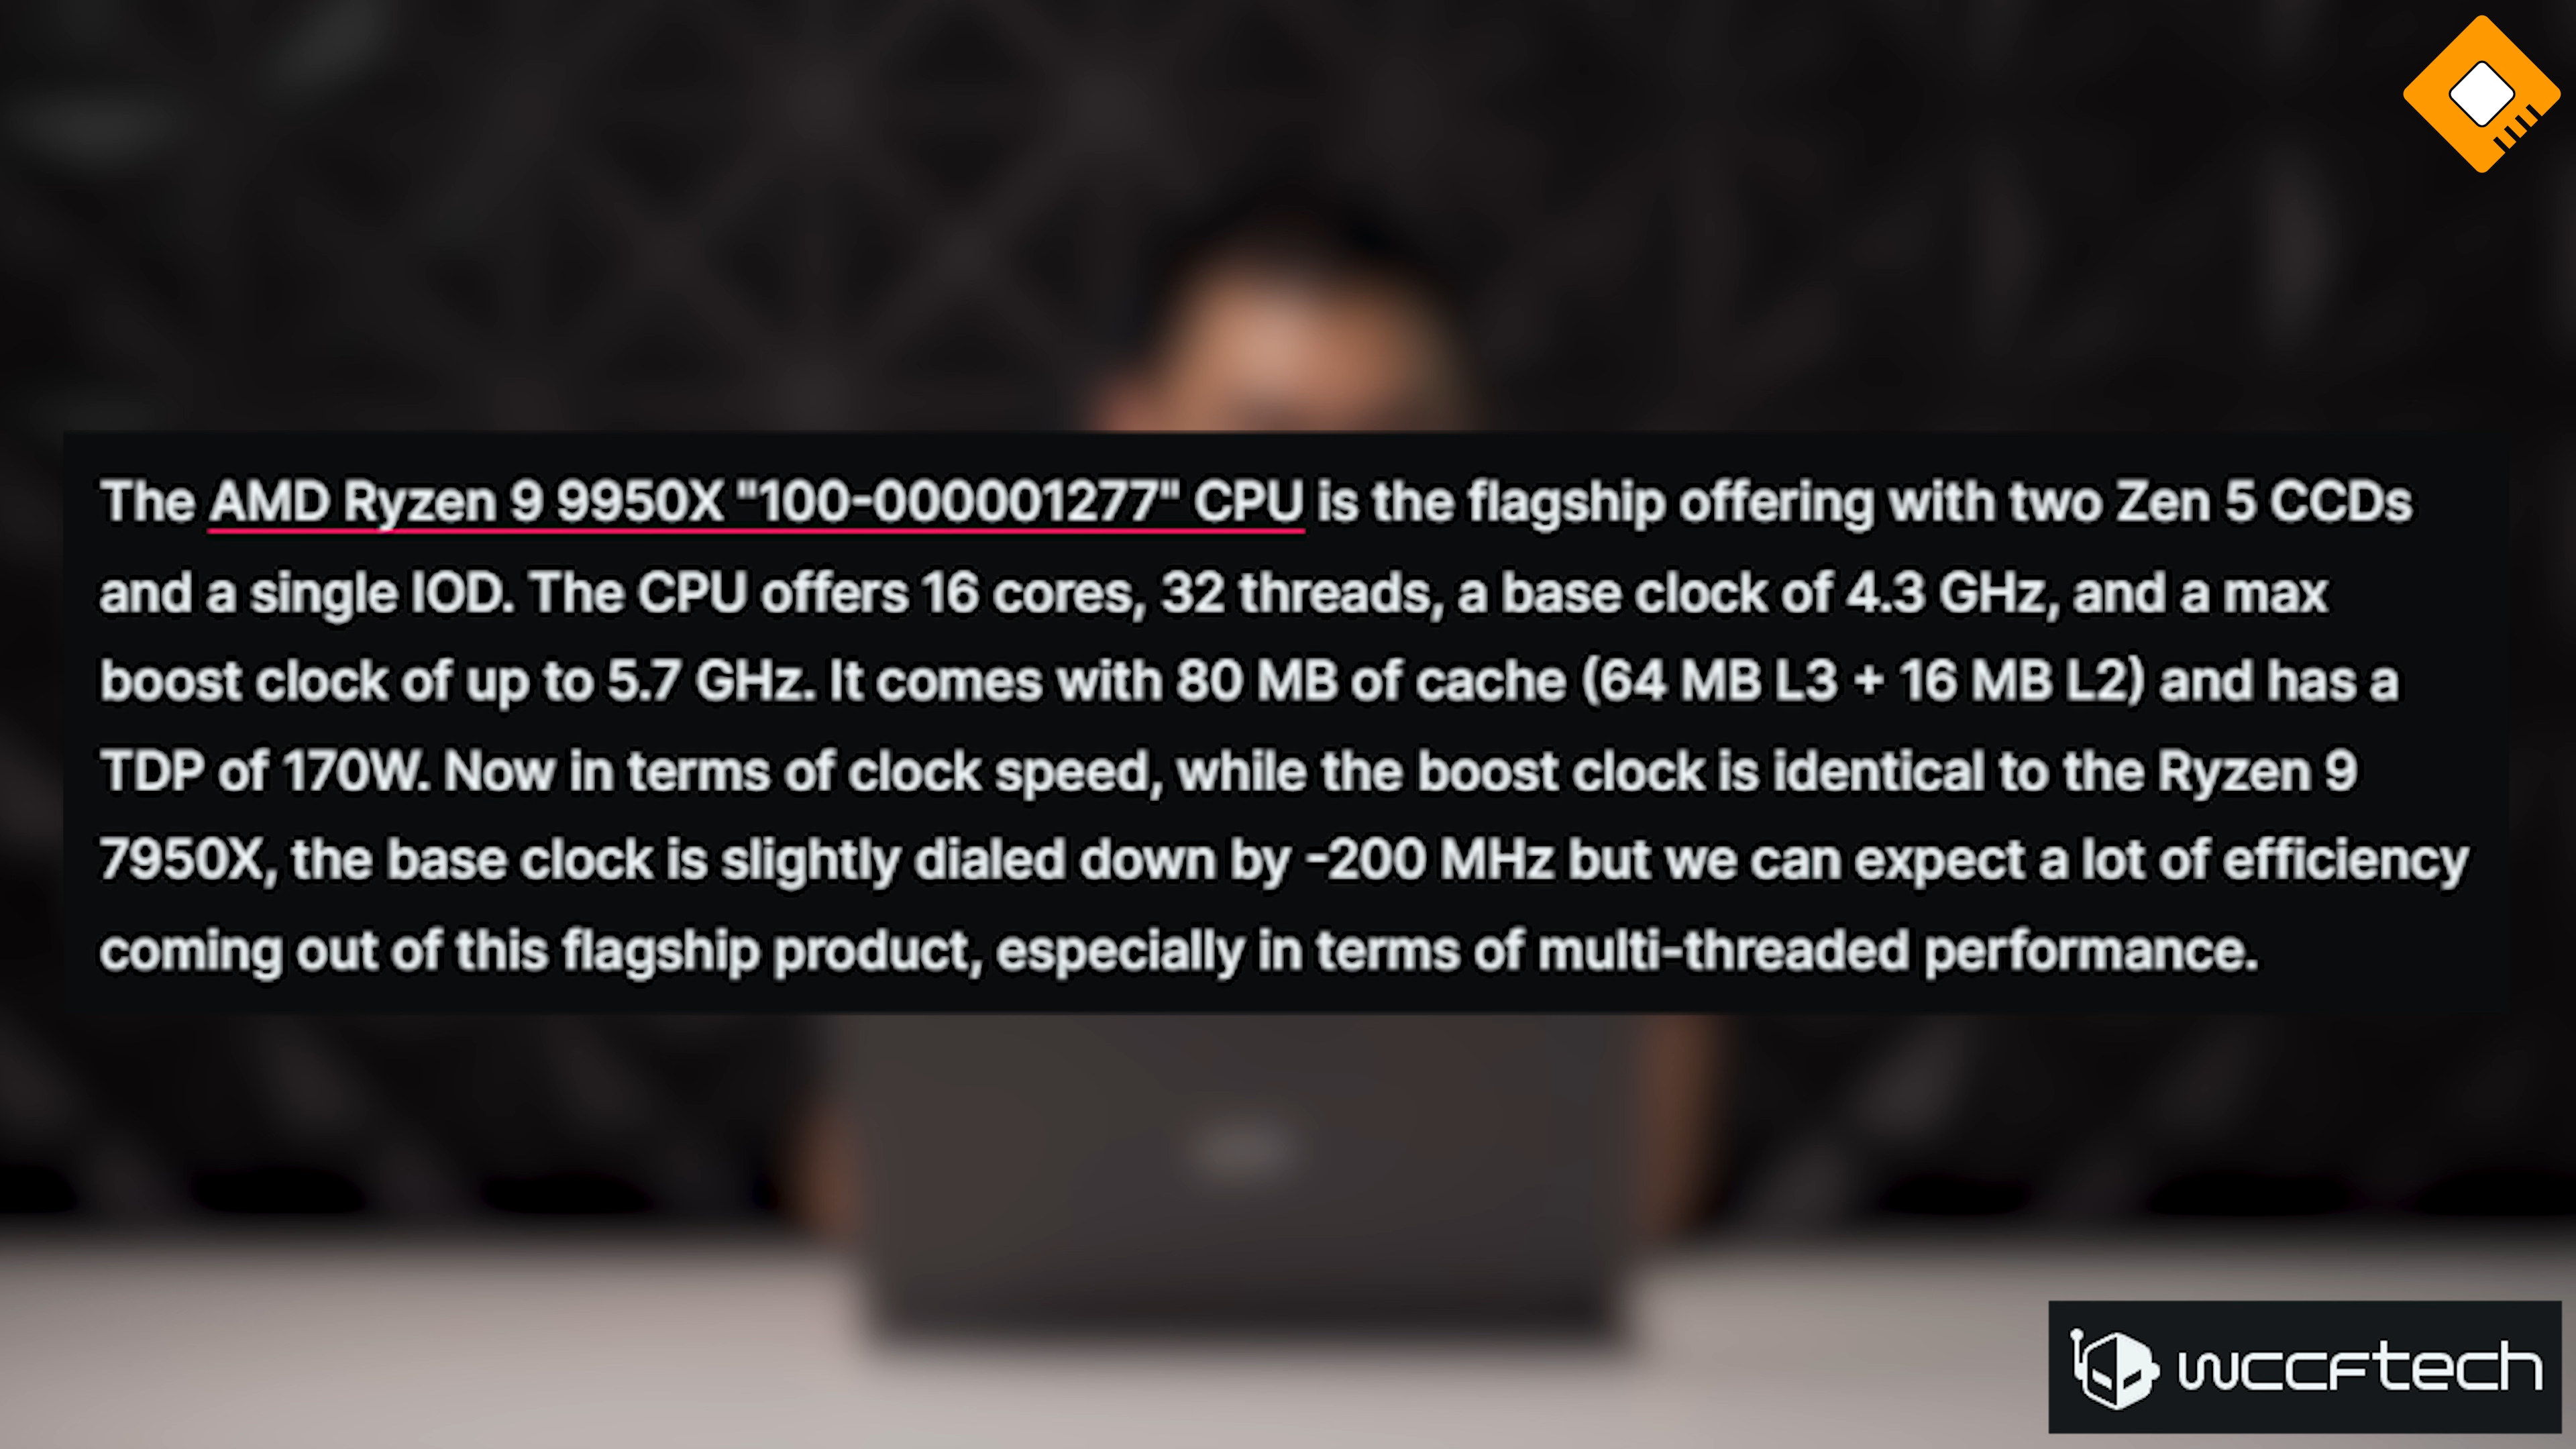 The AMD Ryzen 9 9950X "100-000001277" CPU is the flagship offering with two Zen 5 CCDs
and a single IOD. The CPU offers 16 cores, 32 threads, a base clock of 4.3 GHz, and a max
boost clock of up to 5.7 GHz. It comes with 80 MB of cache (64 MB L3 + 16 MB L2) and has a
TDP of 170W. Now in terms of clock speed, while the boost clock is identical to the Ryzen 9
7950X, the base clock is slightly dialed down by -200 MHz but we can expect a lot of efficiency
coming out of this flagship product, especially in terms of multi-threaded performance.
wccftech